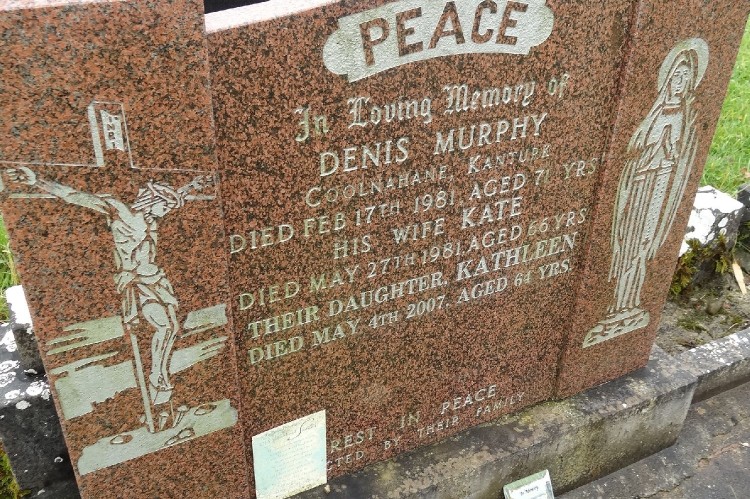 INRI
PEACE
In Loving Memory of
DENIS MURPHY
COOLNAHANE, KANTURK
DIED FEB 17TH 1981 AGED 71 YRS
HIS WIFE KATE
DIED MAY 27TH 1981 AGED 66 YRS
THEIR DAUGHTER, KATHLEEN
DIED MAY 4TH 2007, AGED 64 YRS.
REST IN PEACE
BY THEIR FAMILY